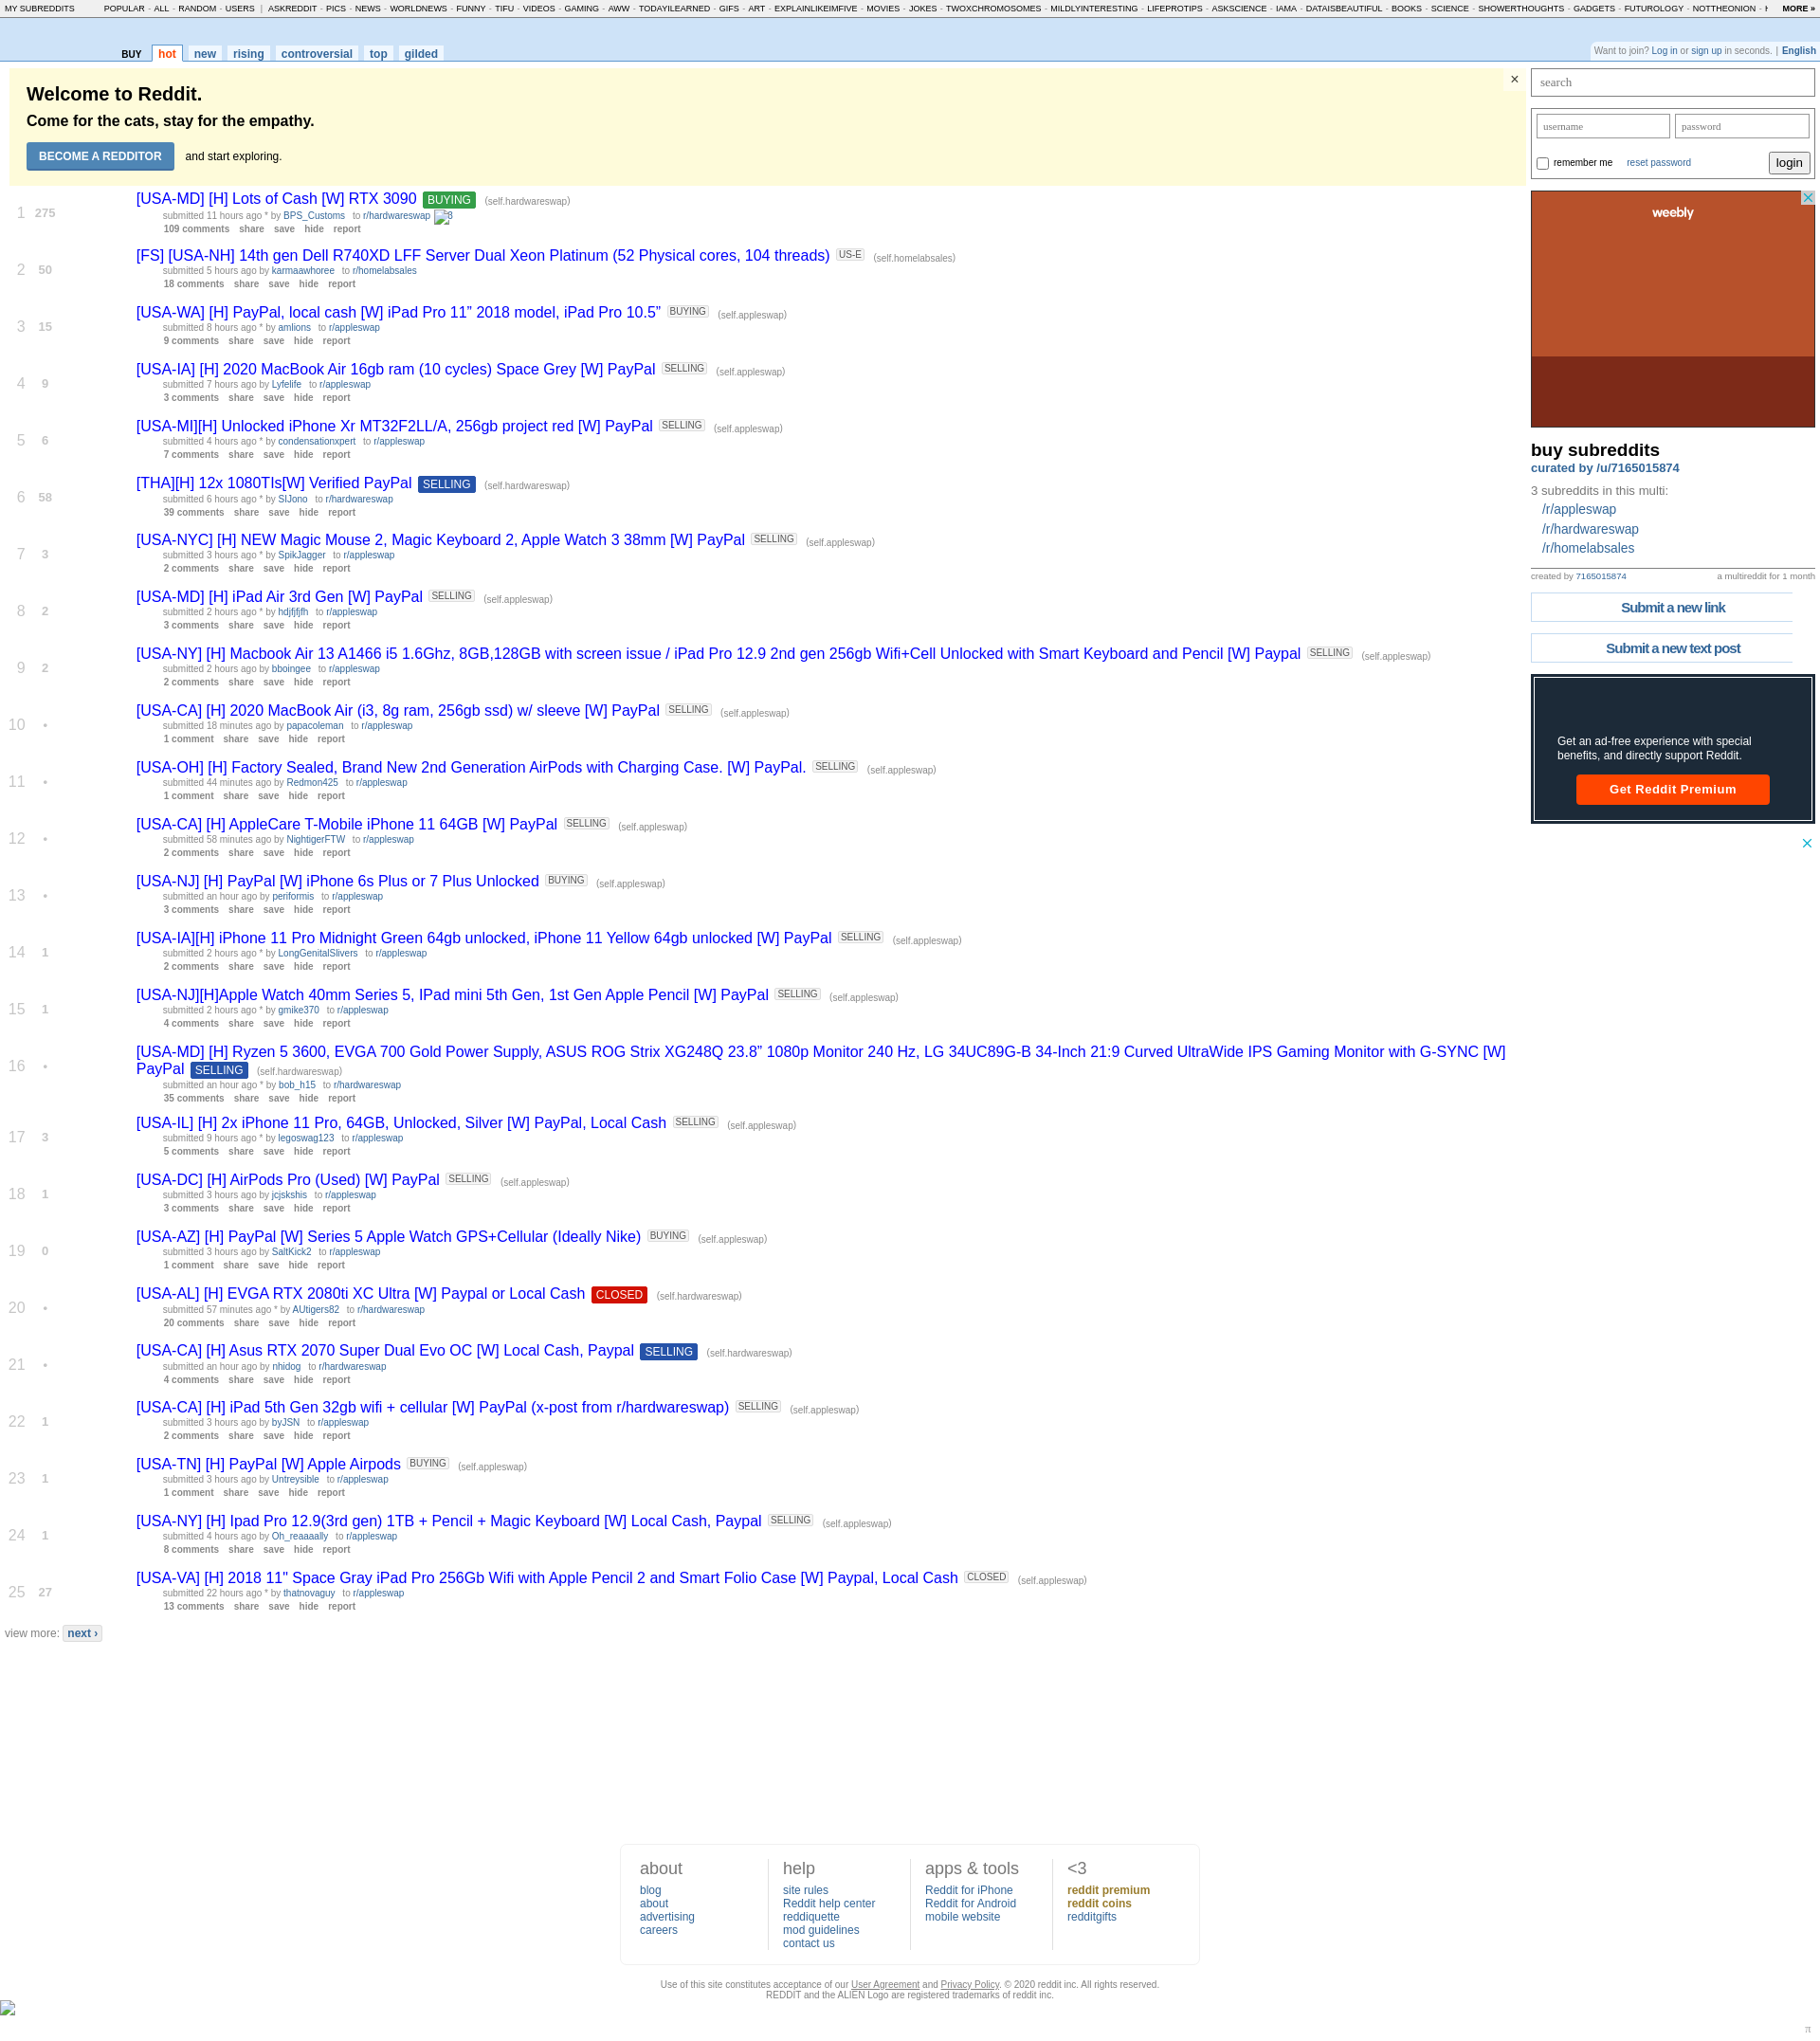 MY SUBREDDITS POPULAR - ALL - RANDOM - USERS | ASKREDDIT - PICS - NEWS - WORLDNEWS - FUNNY - TIFU - VIDEOS - GAMING - AWW - TODAYILEARNED - GIFS - ART - EXPLAINLIKEIMFIVE - MOVIES - JOKES - TWOXCHROMOSOMES - MILDLYINTERESTING - LIFEPROTIPS - ASKSCIENCE - IAMA - DATAISBEAUTIFUL - BOOKS - SCIENCE - SHOWERTHOUGHTS - GADGETS - FUTUROLOGY - NOTTHEONION - MORE »
BUY hot new rising controversial top gilded
Want to join? Log in or sign up in seconds. | English
Welcome to Reddit.
×
Come for the cats, stay for the empathy.
BECOME A REDDITOR and start exploring.
1 275 [USA-MD] [H] Lots of Cash [W] RTX 3090 BUYING (self.hardwareswap)
submitted 11 hours ago * by BPS_Customs to r/hardwareswap 3
109 comments share save hide report
2 50 [FS] [USA-NH] 14th gen Dell R740XD LFF Server Dual Xeon Platinum (52 Physical cores, 104 threads) US-E (self.homelabsales)
submitted 5 hours ago by karmaawhoree to r/homelabsales
18 comments share save hide report
3 15 [USA-WA] [H] PayPal, local cash [W] iPad Pro 11” 2018 model, iPad Pro 10.5” BUYING (self.appleswap)
submitted 8 hours ago * by amlions to r/appleswap
9 comments share save hide report
4 9 [USA-IA] [H] 2020 MacBook Air 16gb ram (10 cycles) Space Grey [W] PayPal SELLING (self.appleswap)
submitted 7 hours ago by Lyfelife to r/appleswap
3 comments share save hide report
5 6 [USA-MI][H] Unlocked iPhone Xr MT32F2LL/A, 256gb project red [W] PayPal SELLING (self.appleswap)
submitted 4 hours ago * by condensationxpert to r/appleswap
7 comments share save hide report
6 58 [THA][H] 12x 1080TIs[W] Verified PayPal SELLING (self.hardwareswap)
submitted 6 hours ago * by SIJono to r/hardwareswap
39 comments share save hide report
7 3 [USA-NYC] [H] NEW Magic Mouse 2, Magic Keyboard 2, Apple Watch 3 38mm [W] PayPal SELLING (self.appleswap)
submitted 3 hours ago * by SpikJagger to r/appleswap
2 comments share save hide report
8 2 [USA-MD] [H] iPad Air 3rd Gen [W] PayPal SELLING (self.appleswap)
submitted 2 hours ago * by hdjfjfjfh to r/appleswap
3 comments share save hide report
9 2 [USA-NY] [H] Macbook Air 13 A1466 i5 1.6Ghz, 8GB,128GB with screen issue / iPad Pro 12.9 2nd gen 256gb Wifi+Cell Unlocked with Smart Keyboard and Pencil [W] Paypal SELLING (self.appleswap)
submitted 2 hours ago by bboingee to r/appleswap
2 comments share save hide report
10 • [USA-CA] [H] 2020 MacBook Air (i3, 8g ram, 256gb ssd) w/ sleeve [W] PayPal SELLING (self.appleswap)
submitted 18 minutes ago by papacoleman to r/appleswap
1 comment share save hide report
11 • [USA-OH] [H] Factory Sealed, Brand New 2nd Generation AirPods with Charging Case. [W] PayPal. SELLING (self.appleswap)
submitted 44 minutes ago by Redmon425 to r/appleswap
1 comment share save hide report
12 • [USA-CA] [H] AppleCare T-Mobile iPhone 11 64GB [W] PayPal SELLING (self.appleswap)
submitted 58 minutes ago by NightigerFTW to r/appleswap
2 comments share save hide report
13 • [USA-NJ] [H] PayPal [W] iPhone 6s Plus or 7 Plus Unlocked BUYING (self.appleswap)
submitted an hour ago by periformis to r/appleswap
3 comments share save hide report
14 1 [USA-IA][H] iPhone 11 Pro Midnight Green 64gb unlocked, iPhone 11 Yellow 64gb unlocked [W] PayPal SELLING (self.appleswap)
submitted 2 hours ago * by LongGenitalSlivers to r/appleswap
2 comments share save hide report
15 1 [USA-NJ][H]Apple Watch 40mm Series 5, IPad mini 5th Gen, 1st Gen Apple Pencil [W] PayPal SELLING (self.appleswap)
submitted 2 hours ago * by gmike370 to r/appleswap
4 comments share save hide report
16 • [USA-MD] [H] Ryzen 5 3600, EVGA 700 Gold Power Supply, ASUS ROG Strix XG248Q 23.8” 1080p Monitor 240 Hz, LG 34UC89G-B 34-Inch 21:9 Curved UltraWide IPS Gaming Monitor with G-SYNC [W]
PayPal SELLING (self.hardwareswap)
submitted an hour ago * by bob_h15 to r/hardwareswap
35 comments share save hide report
17 3 [USA-IL] [H] 2x iPhone 11 Pro, 64GB, Unlocked, Silver [W] PayPal, Local Cash SELLING (self.appleswap)
submitted 9 hours ago * by legoswag123 to r/appleswap
5 comments share save hide report
18 1 [USA-DC] [H] AirPods Pro (Used) [W] PayPal SELLING (self.appleswap)
submitted 3 hours ago by jcjskshis to r/appleswap
3 comments share save hide report
19 0 [USA-AZ] [H] PayPal [W] Series 5 Apple Watch GPS+Cellular (Ideally Nike) BUYING (self.appleswap)
submitted 3 hours ago by SaltKick2 to r/appleswap
1 comment share save hide report
20 • [USA-AL] [H] EVGA RTX 2080ti XC Ultra [W] Paypal or Local Cash CLOSED (self.hardwareswap)
submitted 57 minutes ago * by AUtigers82 to r/hardwareswap
20 comments share save hide report
21 • [USA-CA] [H] Asus RTX 2070 Super Dual Evo OC [W] Local Cash, Paypal SELLING (self.hardwareswap)
submitted an hour ago by nhidog to r/hardwareswap
4 comments share save hide report
22 1 [USA-CA] [H] iPad 5th Gen 32gb wifi + cellular [W] PayPal (x-post from r/hardwareswap) SELLING (self.appleswap)
submitted 3 hours ago by byJSN to r/appleswap
2 comments share save hide report
23 1 [USA-TN] [H] PayPal [W] Apple Airpods BUYING (self.appleswap)
submitted 3 hours ago by Untreysible to r/appleswap
1 comment share save hide report
24 1 [USA-NY] [H] Ipad Pro 12.9(3rd gen) 1TB + Pencil + Magic Keyboard [W] Local Cash, Paypal SELLING (self.appleswap)
submitted 4 hours ago by Oh_reaaaally to r/appleswap
8 comments share save hide report
25 27 [USA-VA] [H] 2018 11" Space Gray iPad Pro 256Gb Wifi with Apple Pencil 2 and Smart Folio Case [W] Paypal, Local Cash CLOSED (self.appleswap)
submitted 22 hours ago * by thatnovaguy to r/appleswap
13 comments share save hide report
view more: next ›
search
username password
remember me reset password login
weebly
buy subreddits
curated by /u/7165015874
3 subreddits in this multi:
/r/appleswap
/r/hardwareswap
/r/homelabsales
created by 7165015874 a multireddit for 1 month
Submit a new link
Submit a new text post
Get an ad-free experience with special
benefits, and directly support Reddit.
Get Reddit Premium
about
blog
about
advertising
careers
help
site rules
Reddit help center
reddiquette
mod guidelines
contact us
apps & tools
Reddit for iPhone
Reddit for Android
mobile website
<3
reddit premium
reddit coins
redditgifts
Use of this site constitutes acceptance of our User Agreement and Privacy Policy. © 2020 reddit inc. All rights reserved.
REDDIT and the ALIEN Logo are registered trademarks of reddit inc.
π